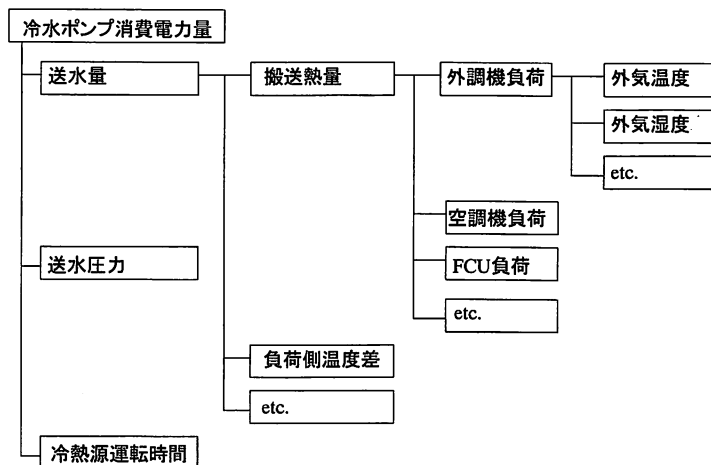 冷水ポンプ消費電力量
送水量
搬送熱量
外調機負荷
外気温度
外気湿度
etc.
空調機負荷
送水圧力
FCU負荷
etc.
負荷側温度差
etc.
冷熱源運転時間